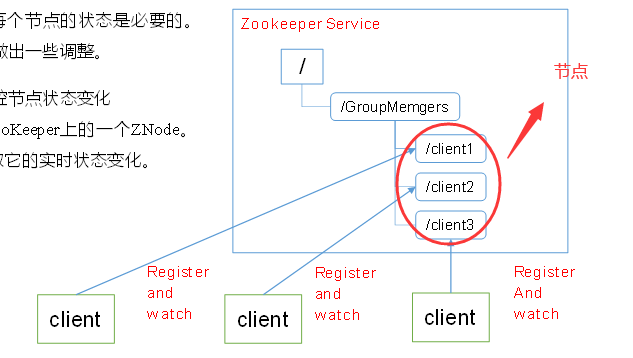 每个节点的状态是必要的。
做出一些调整。
控节点状态变化
ooKeeper上的一个ZNode。
取它的实时状态变化。
Zookeeper Service
/
/GroupMemgers
/client1
/client2
/client3
节点
Register
and
watch
Register
and
watch
Register
And
watch
client
client
client